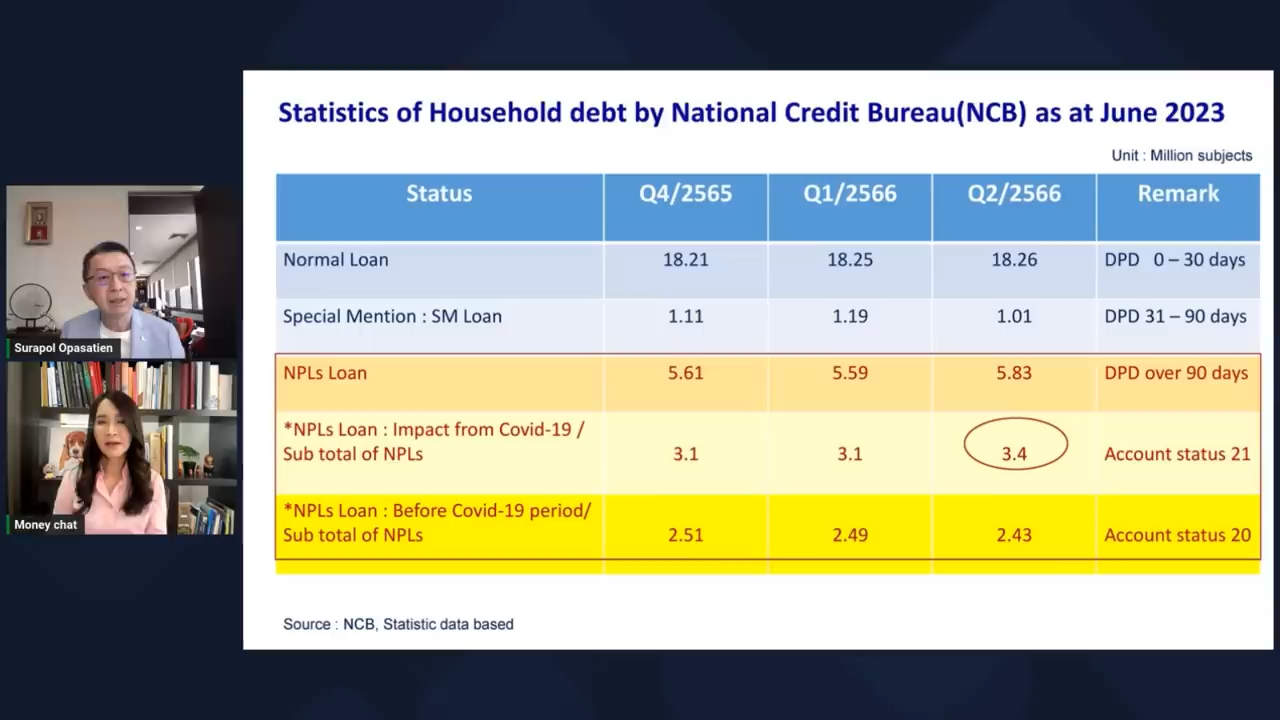 Statistics of Household debt by National Credit Bureau(NCB) as at June 2023
Unit : Million subjects
Status Q4/2565 Q1/2566 Q2/2566 Remark
Normal Loan 18.21 18.25 18.26 DPD 0 – 30 days
Special Mention : SM Loan 1.11 1.19 1.01 DPD 31 – 90 days
NPLs Loan 5.61 5.59 5.83 DPD over 90 days
*NPLs Loan : Impact from Covid-19 /
Sub total of NPLs 3.1 3.1 3.4 Account status 21
*NPLs Loan : Before Covid-19 period/
Sub total of NPLs 2.51 2.49 2.43 Account status 20
Source : NCB, Statistic data based
Surapol Opasatien
Money chat